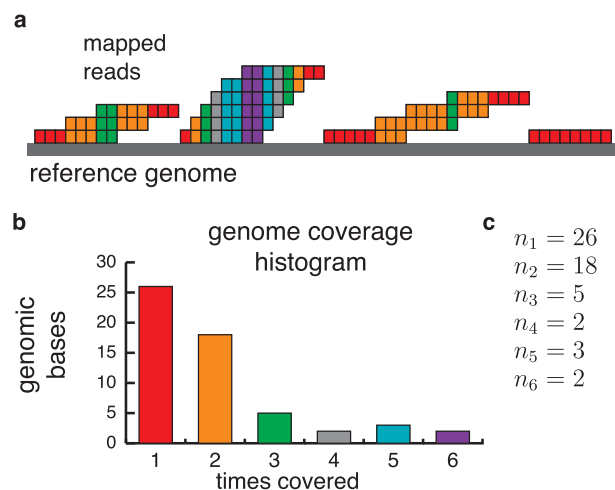 a
mapped
reads
reference genome
b
genome coverage
histogram
genomic
bases
30
25
20
15
10
5
0
1 2 3 4 5 6
times covered
c
n₁ = 26
n₂ = 18
n₃ = 5
n₄ = 2
n₅ = 3
n₆ = 2